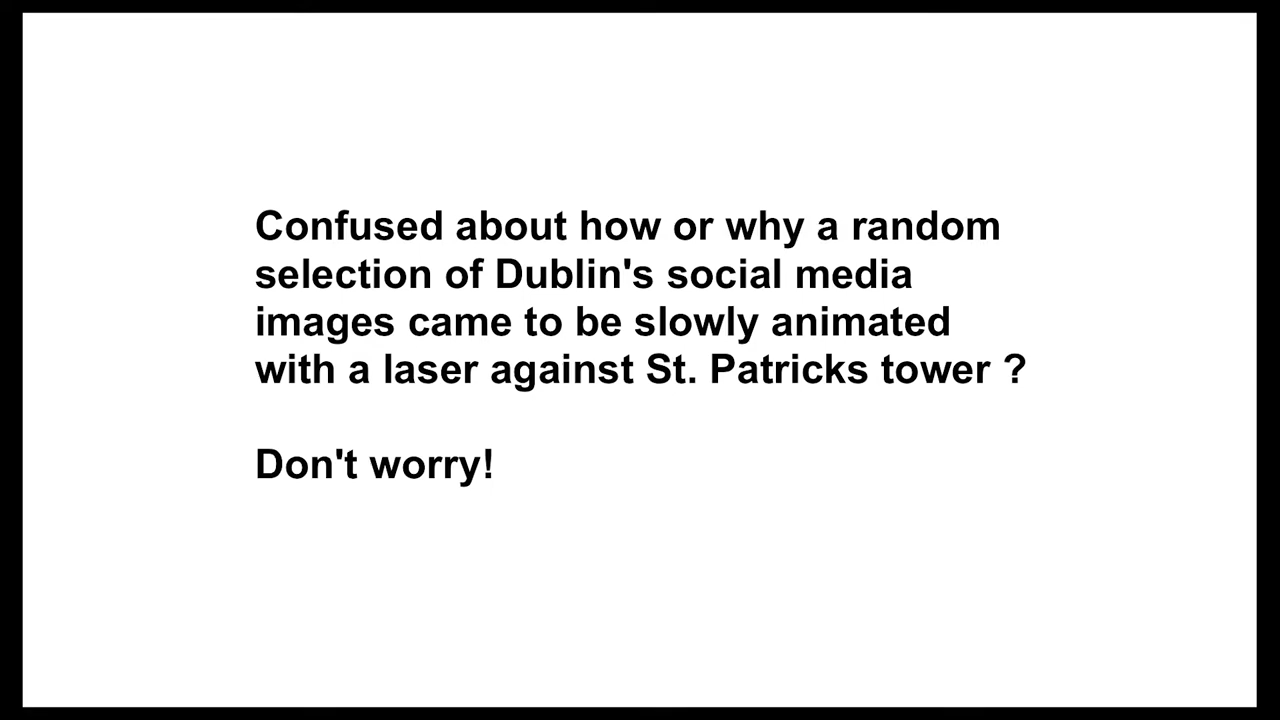 Confused about how or why a random
selection of Dublin's social media
images came to be slowly animated
with a laser against St. Patricks tower ?
Don't worry!